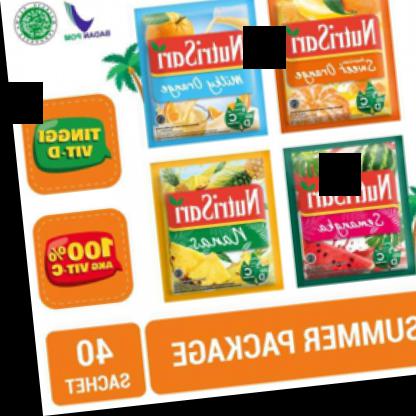 BADAN POM
NutriSari
Milky Orange
NutriSari
Sweet Orange
TINGGI
VIT-D
NutriSari
Nanas
NutriSari
Semangka
100%
AKG VIT-C
40
SACHET
SUMMER PACKAGE